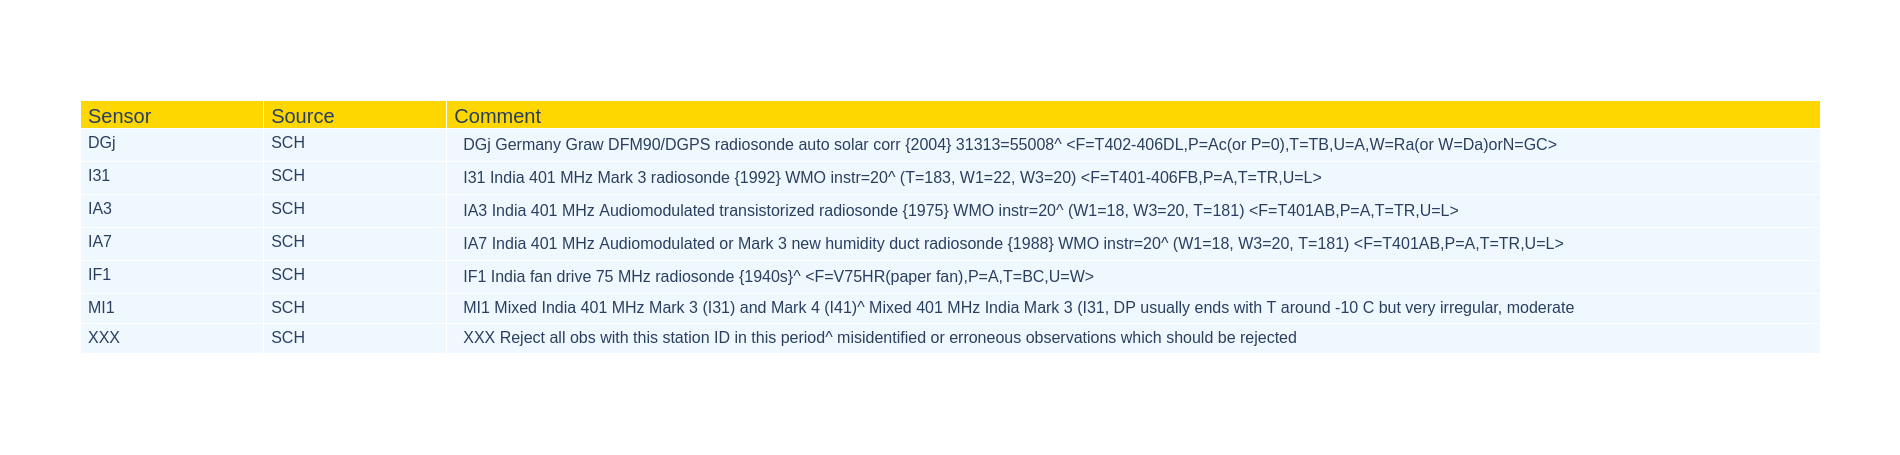 Sensor Source Comment
DGj SCH DGj Germany Graw DFM90/DGPS radiosonde auto solar corr {2004} 31313=55008^ <F=T402-406DL,P=Ac(or P=0),T=TB,U=A,W=Ra(or W=Da)orN=GC>
I31 SCH I31 India 401 MHz Mark 3 radiosonde {1992} WMO instr=20^ (T=183, W1=22, W3=20) <F=T401-406FB,P=A,T=TR,U=L>
IA3 SCH IA3 India 401 MHz Audiomodulated transistorized radiosonde {1975} WMO instr=20^ (W1=18, W3=20, T=181) <F=T401AB,P=A,T=TR,U=L>
IA7 SCH IA7 India 401 MHz Audiomodulated or Mark 3 new humidity duct radiosonde {1988} WMO instr=20^ (W1=18, W3=20, T=181) <F=T401AB,P=A,T=TR,U=L>
IF1 SCH IF1 India fan drive 75 MHz radiosonde {1940s}^ <F=V75HR(paper fan),P=A,T=BC,U=W>
MI1 SCH MI1 Mixed India 401 MHz Mark 3 (I31) and Mark 4 (I41)^ Mixed 401 MHz India Mark 3 (I31, DP usually ends with T around -10 C but very irregular, moderate
XXX SCH XXX Reject all obs with this station ID in this period^ misidentified or erroneous observations which should be rejected